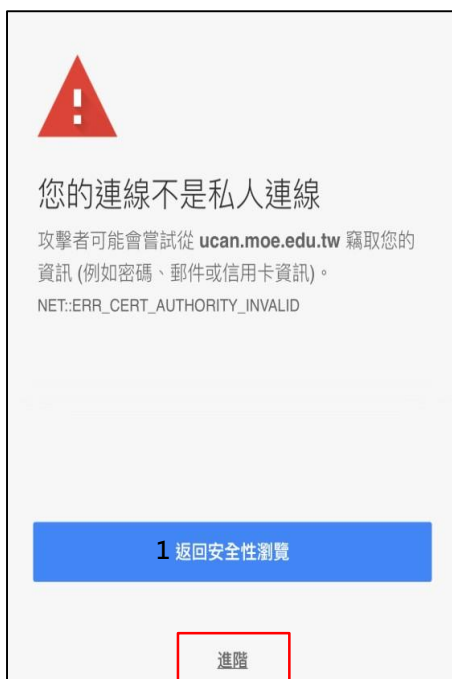 您的連線不是私人連線
攻擊者可能會嘗試從 ucan.moe.edu.tw 竊取您的
資訊 (例如密碼、郵件或信用卡資訊)。
NET::ERR_CERT_AUTHORITY_INVALID
1 返回安全性瀏覽
進階